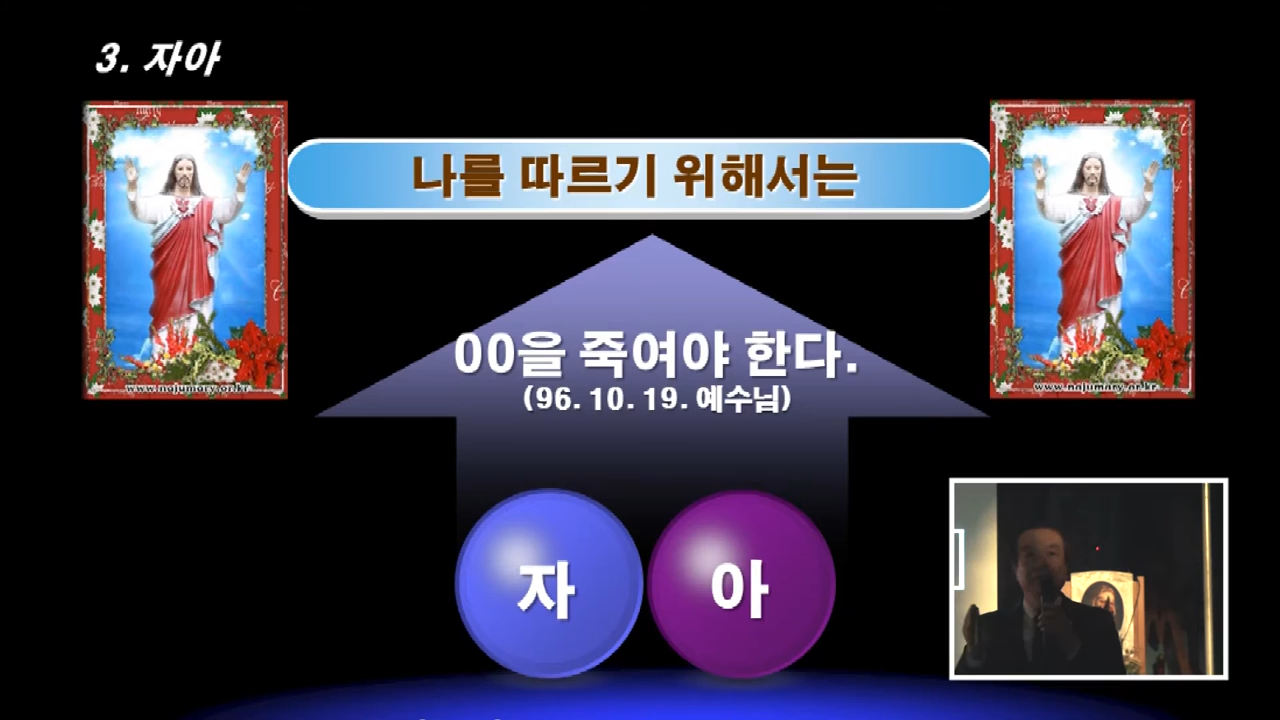 3. 자아
나를 따르기 위해서는
00을 죽여야 한다.
(96. 10. 19. 예수님)
자 아
www.najumary.or.kr
www.najumary.or.kr